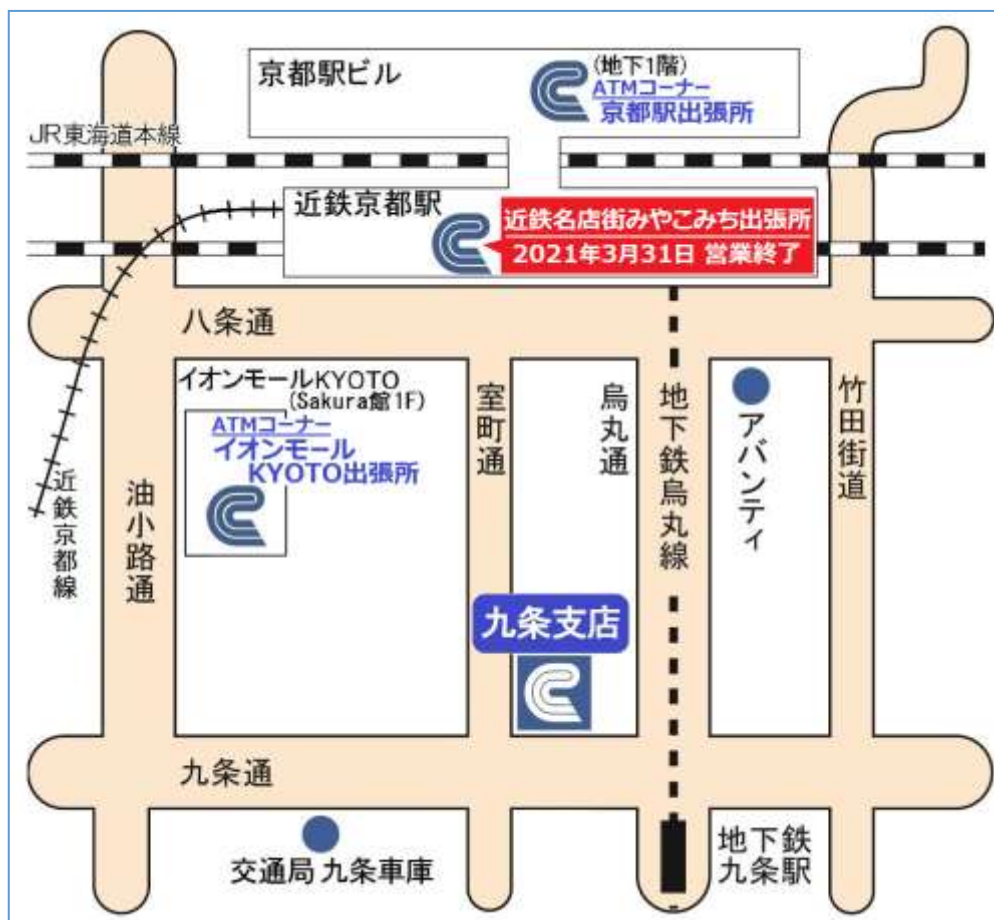 京都駅ビル
(地下1階)
ATMコーナー
京都駅出張所
JR東海道本線
近鉄京都駅
近鉄名店街みやこみち出張所
2021年3月31日 営業終了
八条通
イオンモールKYOTO
(Sakura館1F)
ATMコーナー
イオンモール
KYOTO出張所
室町通
烏丸通
地下鉄烏丸線
アバンティ
竹田街道
近鉄京都線
油小路通
九条支店
九条通
交通局 九条車庫
地下鉄
九条駅